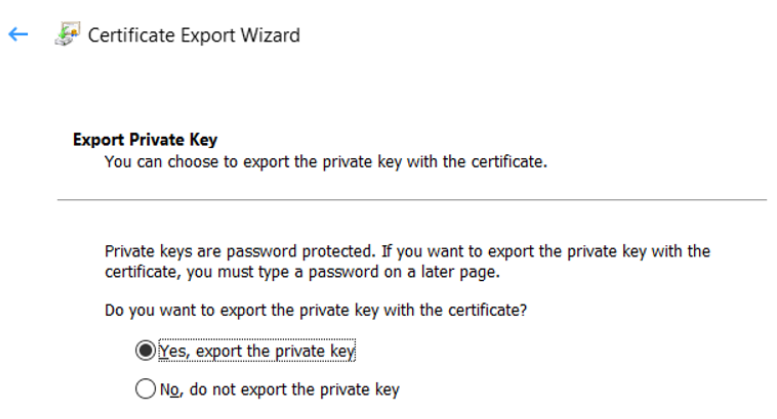 Certificate Export Wizard
Export Private Key
You can choose to export the private key with the certificate.
Private keys are password protected. If you want to export the private key with the
certificate, you must type a password on a later page.
Do you want to export the private key with the certificate?
Yes, export the private key
No, do not export the private key